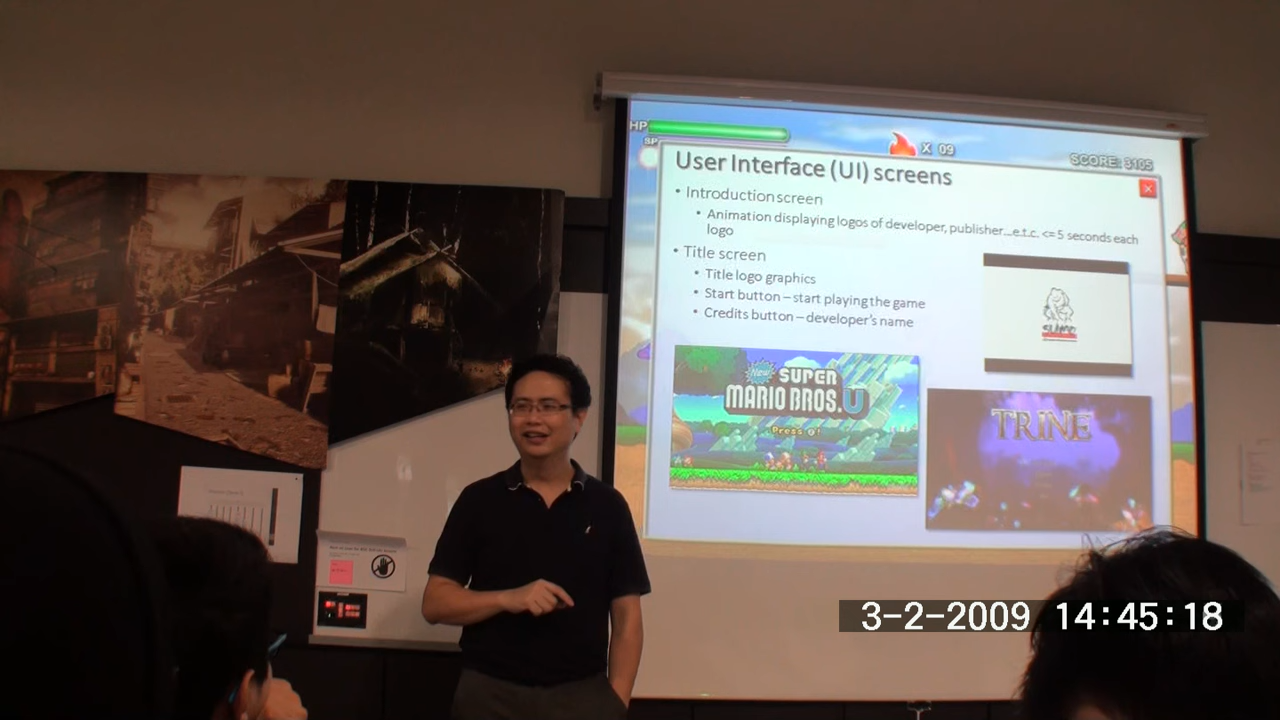 HP
SP
X 09
SCORE: 3105
User Interface (UI) screens
• Introduction screen
• Animation displaying logos of developer, publisher...e.t.c. <= 5 seconds each
logo
• Title screen
• Title logo graphics
• Start button – start playing the game
• Credits button – developer's name
New
SUPER
MARIO BROS. U
TRINE
3-2-2009 14:45:18